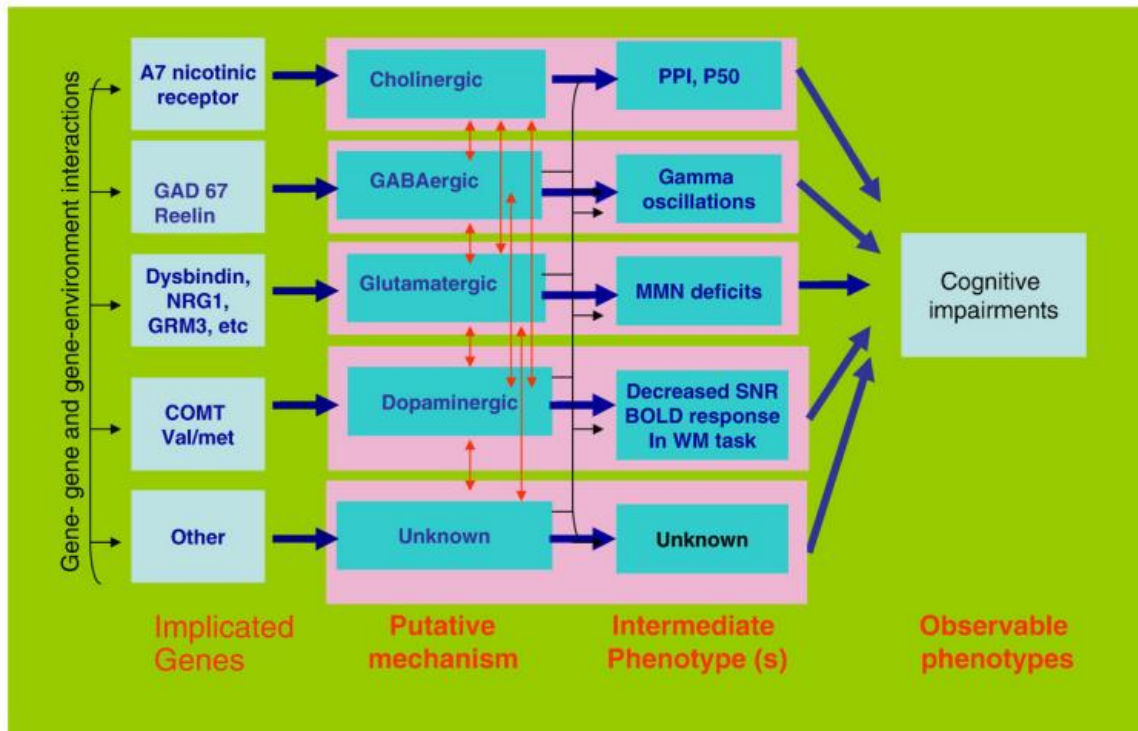 Gene- gene and gene-environment interactions
A7 nicotinic
receptor
Cholinergic
PPI, P50
GAD 67
Reelin
GABAergic
Gamma
oscillations
Dysbindin,
NRG1,
GRM3, etc
Glutamatergic
MMN deficits
Cognitive
impairments
COMT
Val/met
Dopaminergic
Decreased SNR
BOLD response
In WM task
Other
Unknown
Unknown
Implicated
Genes
Putative
mechanism
Intermediate
Phenotype (s)
Observable
phenotypes